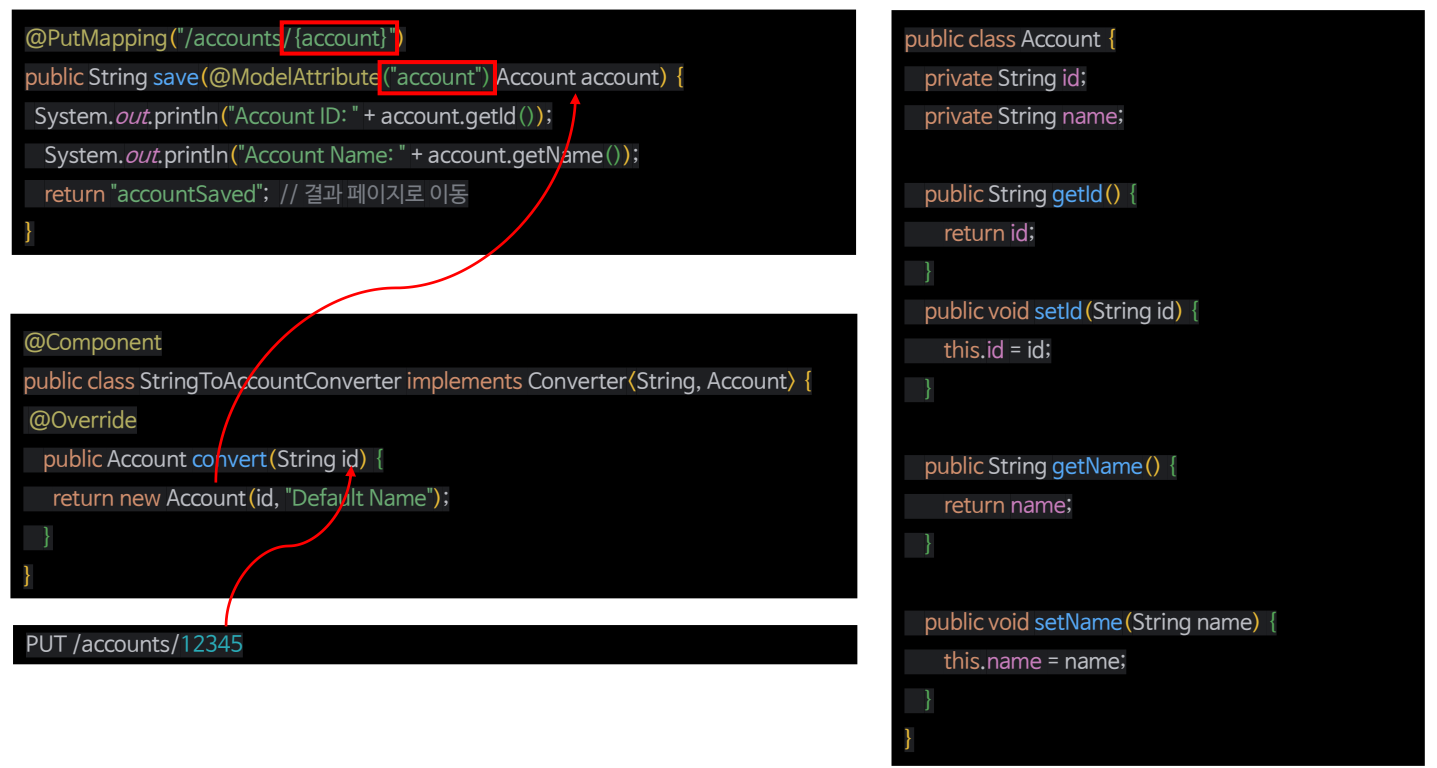 @PutMapping("/accounts/{account}")
public String save(@ModelAttribute("account") Account account) {
System.out.println("Account ID: " + account.getId());
System.out.println("Account Name: " + account.getName());
return "accountSaved"; // 결과 페이지로 이동
}
@Component
public class StringToAccountConverter implements Converter<String, Account> {
@Override
public Account convert(String id) {
return new Account(id, "Default Name");
}
}
PUT /accounts/12345
public class Account {
private String id;
private String name;
public String getId() {
return id;
}
public void setId(String id) {
this.id = id;
}
public String getName() {
return name;
}
public void setName(String name) {
this.name = name;
}
}